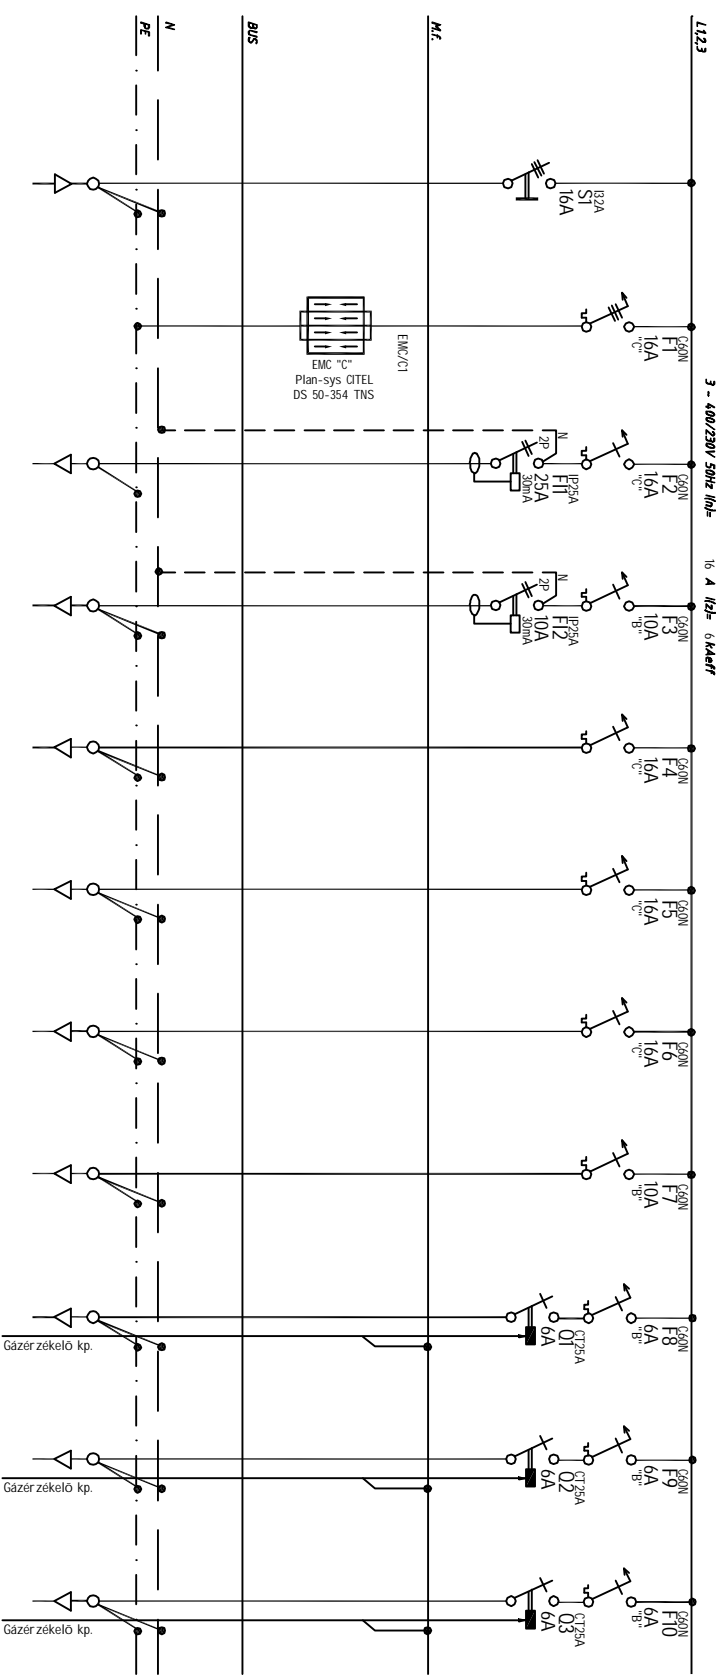 L1,2,3
M.f.
BUS
N
PE
3 ~ 400/230V 50Hz I(n)= 16 A I(z)= 6 kAeff
I32A
S1
16A
C60N
F1
16A
"C"
EMC/C1
EMC "C"
Plan-sys CITEL
DS 50-354 TNS
C60N
F2
16A
"C"
N
2P
IP25A
FI1
25A
30mA
C60N
F3
10A
"B"
N
2P
IP25A
FI2
10A
30mA
C60N
F4
16A
"C"
C60N
F5
16A
"C"
C60N
F6
16A
"C"
C60N
F7
10A
"B"
C60N
F8
6A
"B"
CT25A
Q1
6A
Gázérzékelő kp.
C60N
F9
6A
"B"
CT25A
Q2
6A
Gázérzékelő kp.
C60N
F10
6A
"B"
CT25A
Q3
6A
Gázérzékelő kp.